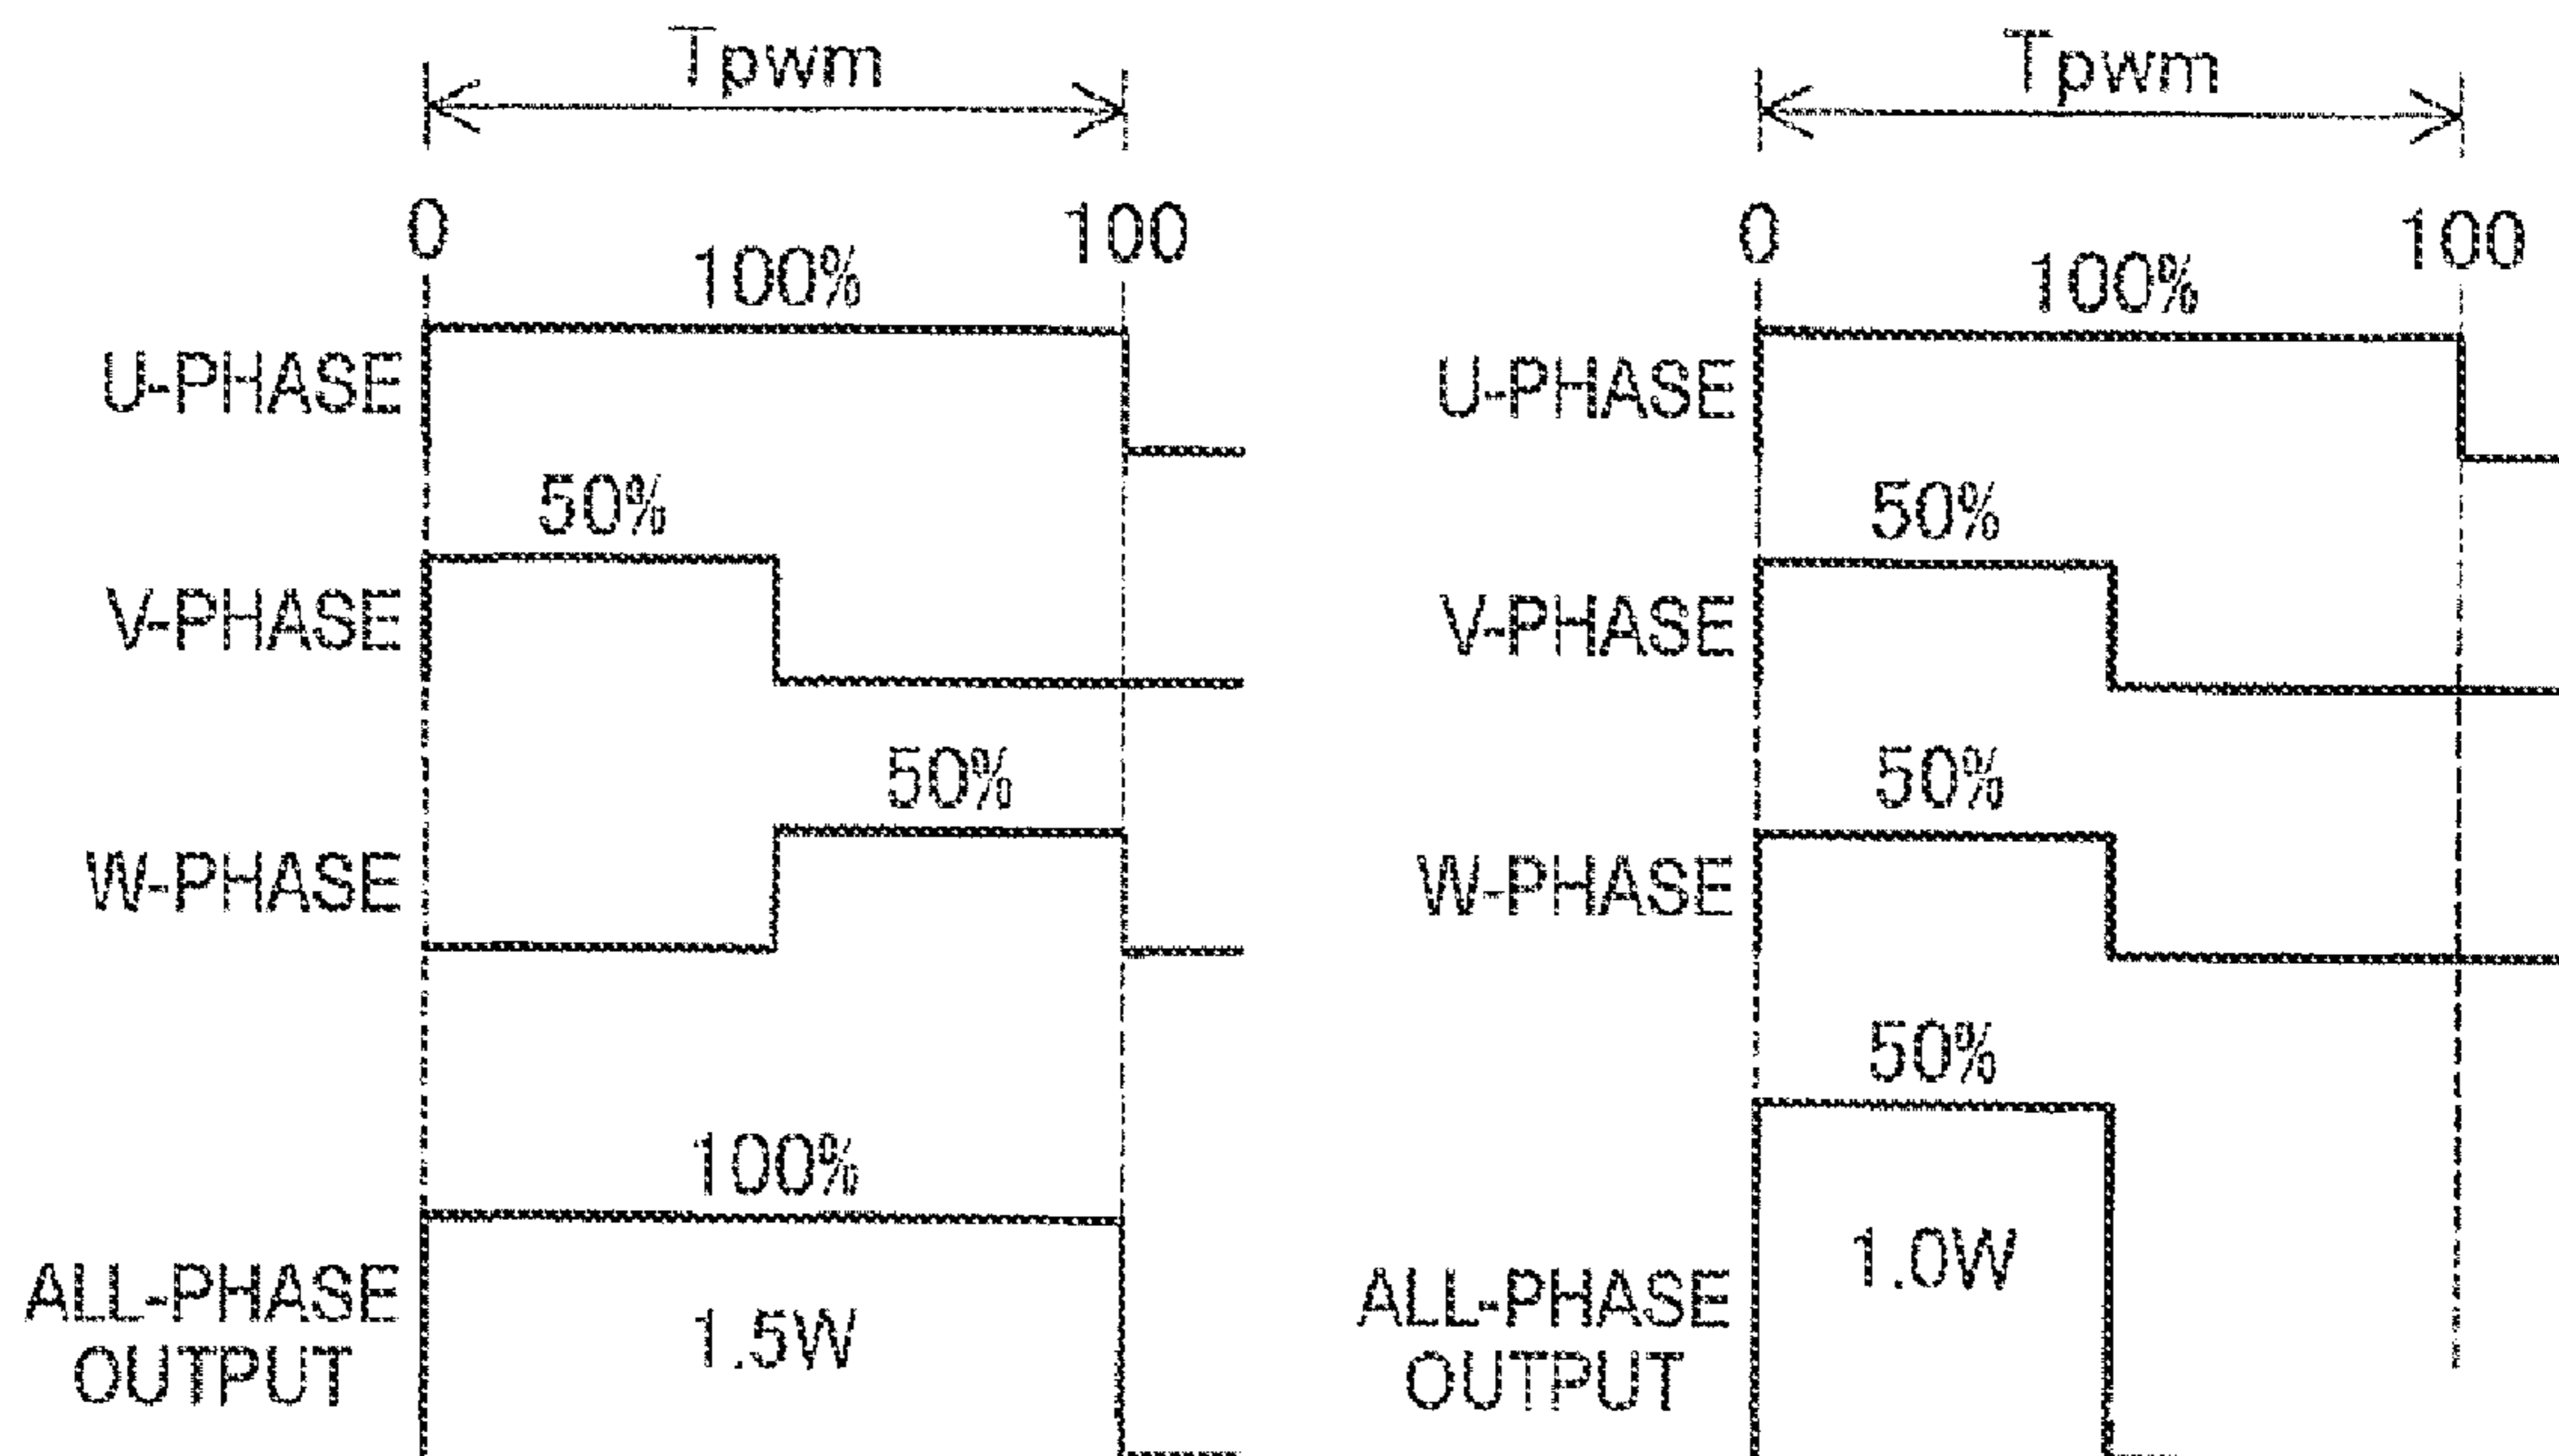 Tpwm
0 100
100%
U-PHASE
50%
V-PHASE
50%
W-PHASE
100%
ALL-PHASE
OUTPUT
1.5W
Tpwm
0 100
100%
U-PHASE
50%
V-PHASE
50%
W-PHASE
50%
ALL-PHASE
OUTPUT
1.0W